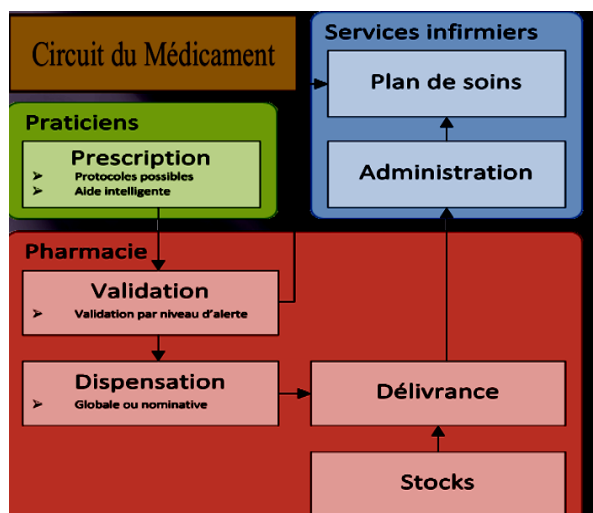 Circuit du Médicament
Services infirmiers
Plan de soins
Administration
Praticiens
Prescription
➢ Protocoles possibles
➢ Aide intelligente
Pharmacie
Validation
➢ Validation par niveau d'alerte
Dispensation
➢ Globale ou nominative
Délivrance
Stocks